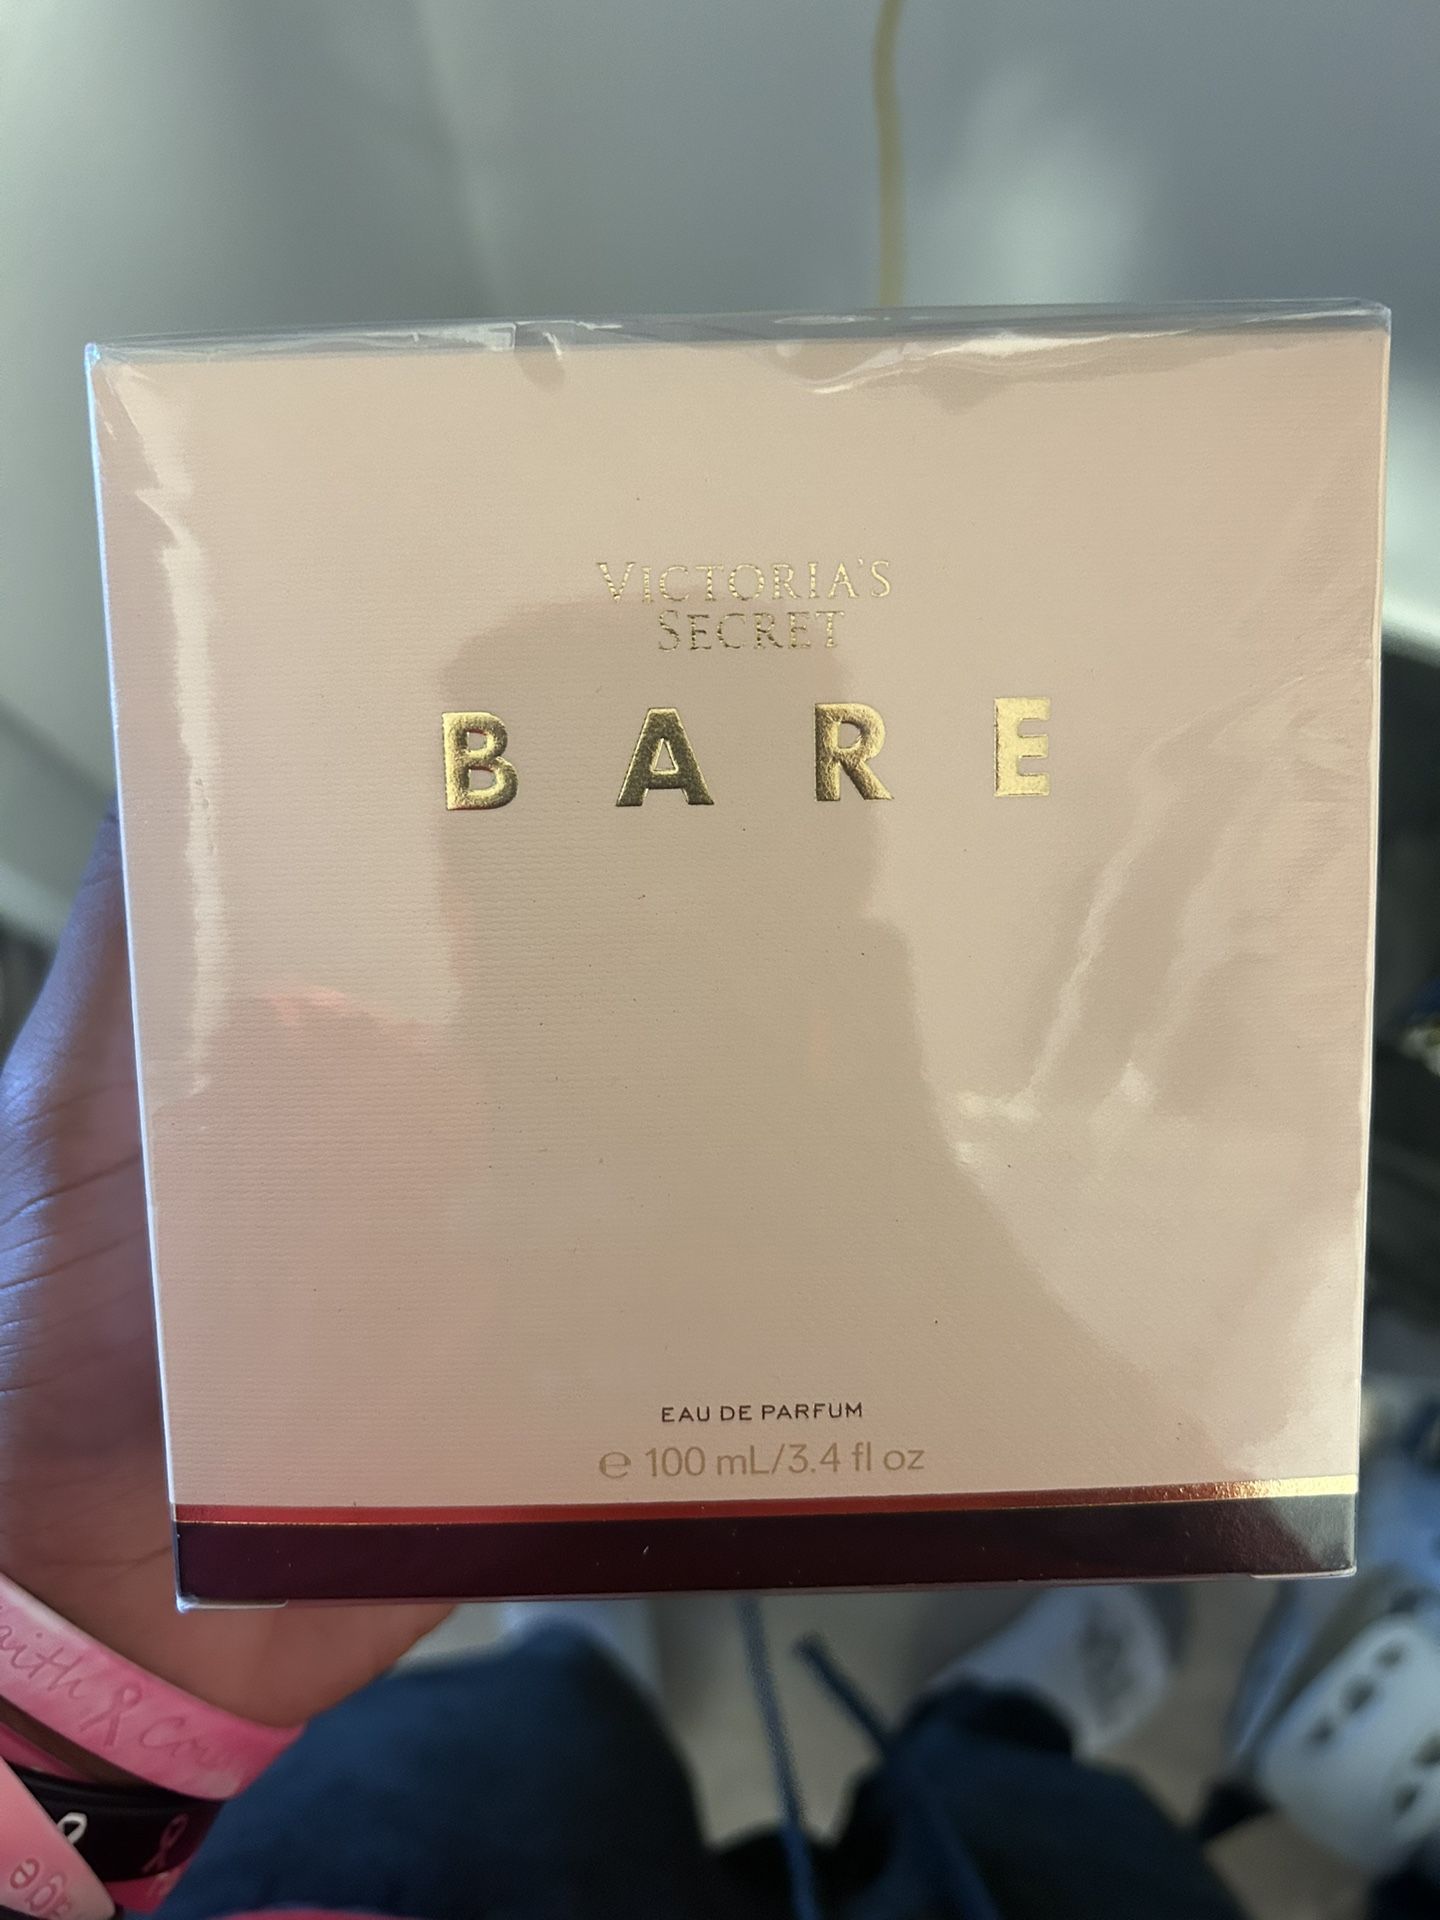 VICTORIA'S
SECRET
BARE
EAU DE PARFUM
℮ 100 mL/3.4 fl oz